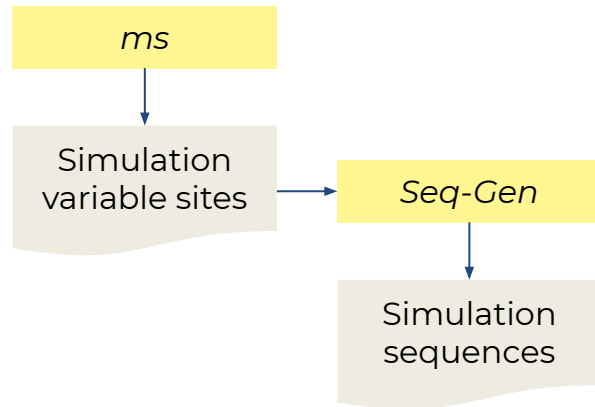 ms
Simulation
variable sites
Seq-Gen
Simulation
sequences